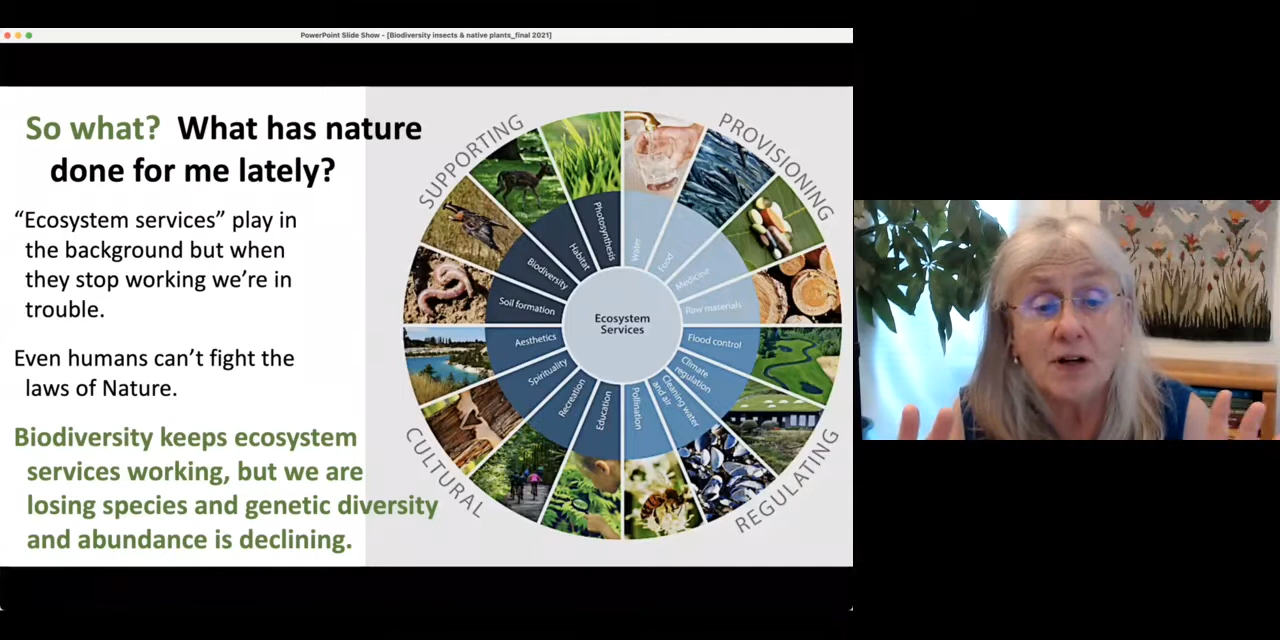 PowerPoint Slide Show - [Biodiversity insects & native plants_final 2021]
So what? What has nature
done for me lately?
“Ecosystem services” play in
the background but when
they stop working we’re in
trouble.
Even humans can’t fight the
laws of Nature.
Biodiversity keeps ecosystem
services working, but we are
losing species and genetic diversity
and abundance is declining.
SUPPORTING
PROVISIONING
CULTURAL
REGULATING
Ecosystem
Services
Photosynthesis
Habitat
Biodiversity
Soil formation
Water
Food
Medicine
Raw materials
Aesthetics
Spirituality
Recreation
Education
Flood control
Climate
regulation
Cleaning water
and air
Pollination